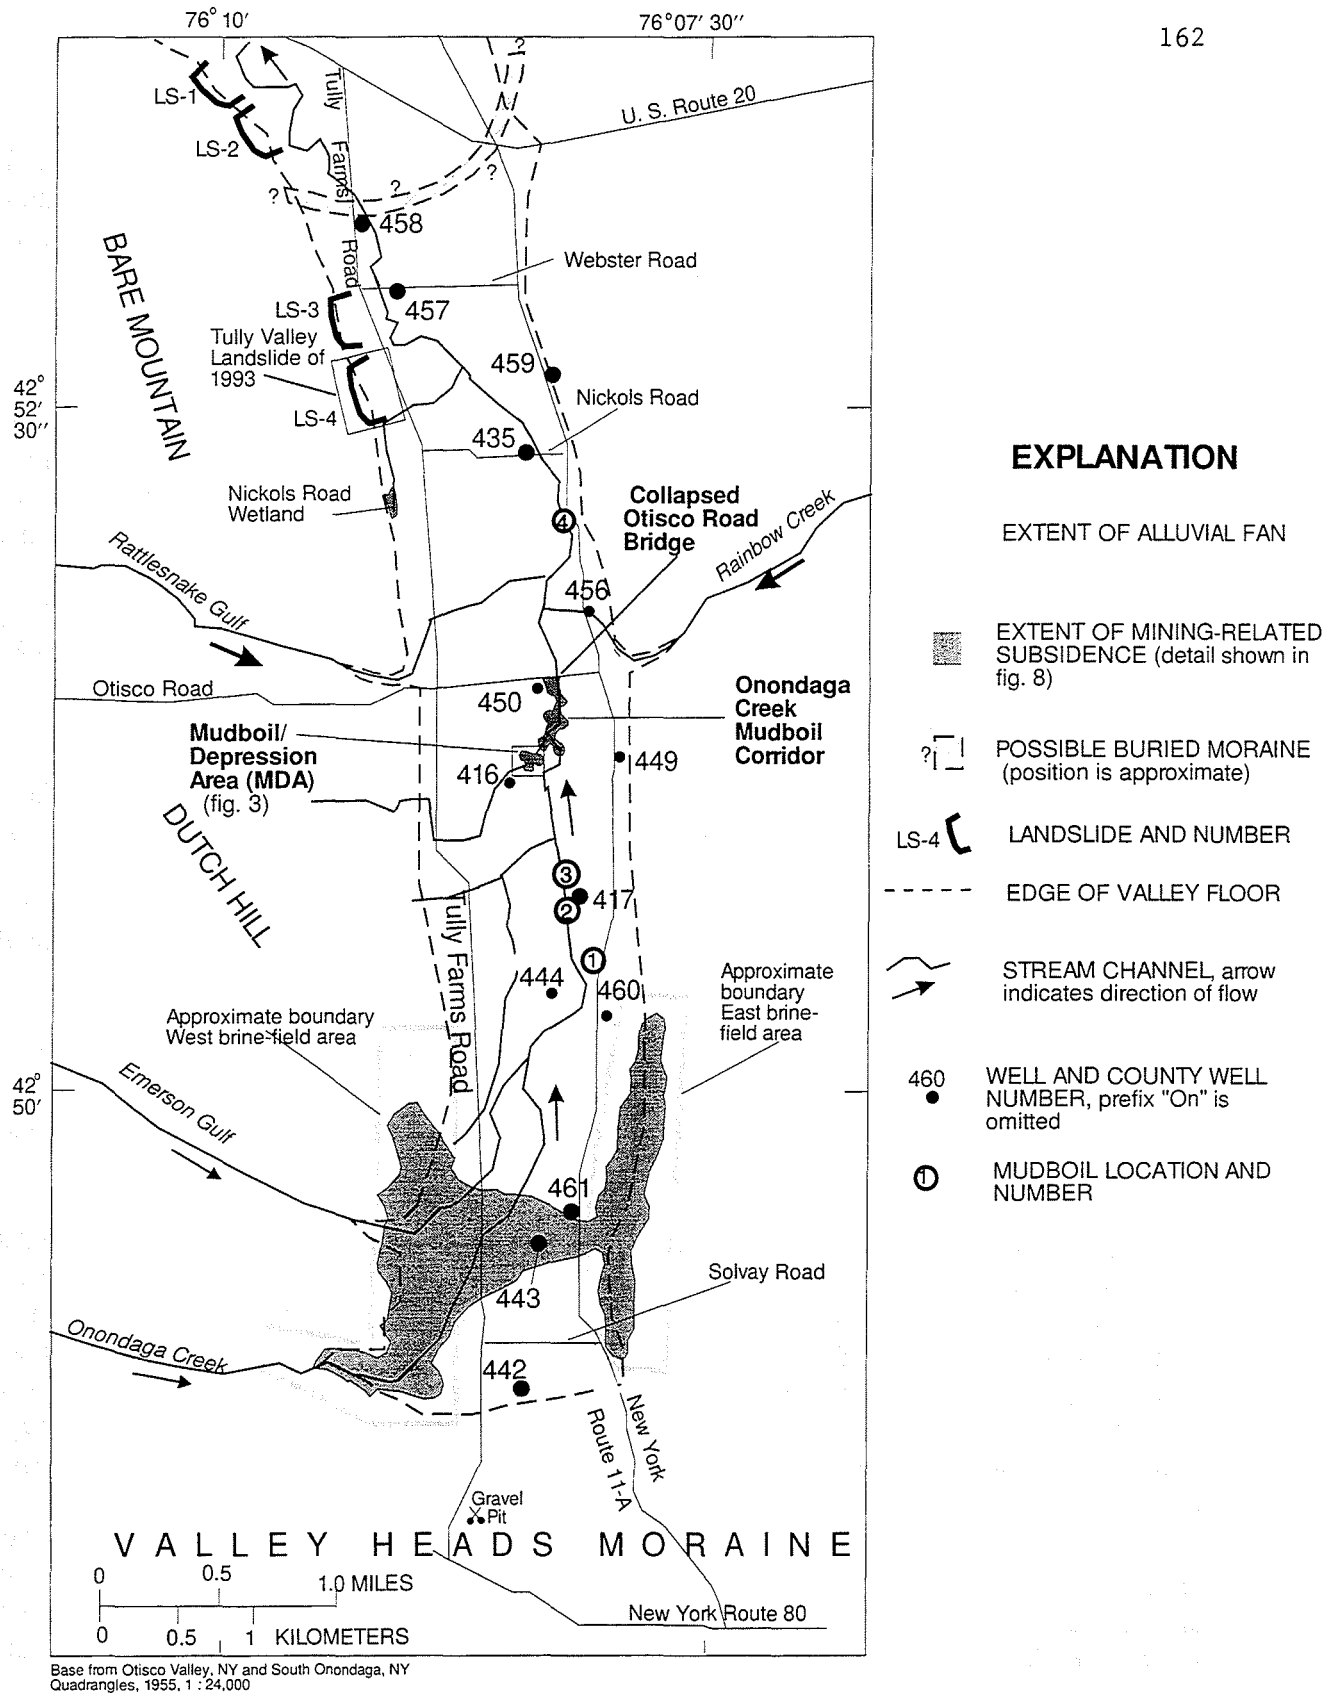 162
76° 10'
76° 07' 30''
LS-1
LS-2
Tully
Farms
Road
U. S. Route 20
?
?
?
?
458
BARE MOUNTAIN
Webster Road
LS-3
457
Tully Valley
Landslide of
1993
459
LS-4
Nickols Road
42°
52'
30''
435
Nickols Road
Wetland
Collapsed
Otisco Road
Bridge
4
Rainbow Creek
Rattlesnake Gulf
456
Otisco Road
450
Onondaga
Creek
Mudboil
Corridor
Mudboil/
Depression
Area (MDA)
(fig. 3)
416
449
DUTCH HILL
3
2
417
Tully Farms Road
1
444
460
Approximate
boundary
East brine-
field area
Approximate boundary
West brine-field area
42°
50'
Emerson Gulf
461
443
Solvay Road
Onondaga Creek
442
New York
Route 11-A
Gravel
Pit
VALLEY HEADS MORAINE
0 0.5 1.0 MILES
0 0.5 1 KILOMETERS
New York Route 80
Base from Otisco Valley, NY and South Onondaga, NY
Quadrangles, 1955, 1 : 24,000
EXPLANATION
EXTENT OF ALLUVIAL FAN
EXTENT OF MINING-RELATED
SUBSIDENCE (detail shown in
fig. 8)
? POSSIBLE BURIED MORAINE
(position is approximate)
LS-4 LANDSLIDE AND NUMBER
EDGE OF VALLEY FLOOR
STREAM CHANNEL, arrow
indicates direction of flow
460 WELL AND COUNTY WELL
NUMBER, prefix "On" is
omitted
1 MUDBOIL LOCATION AND
NUMBER